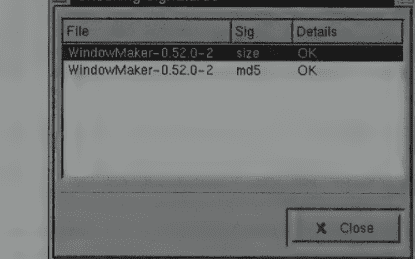 File Sig Details
WindowMaker-0.52.0-2 size OK
WindowMaker-0.52.0-2 md5 OK
X Close